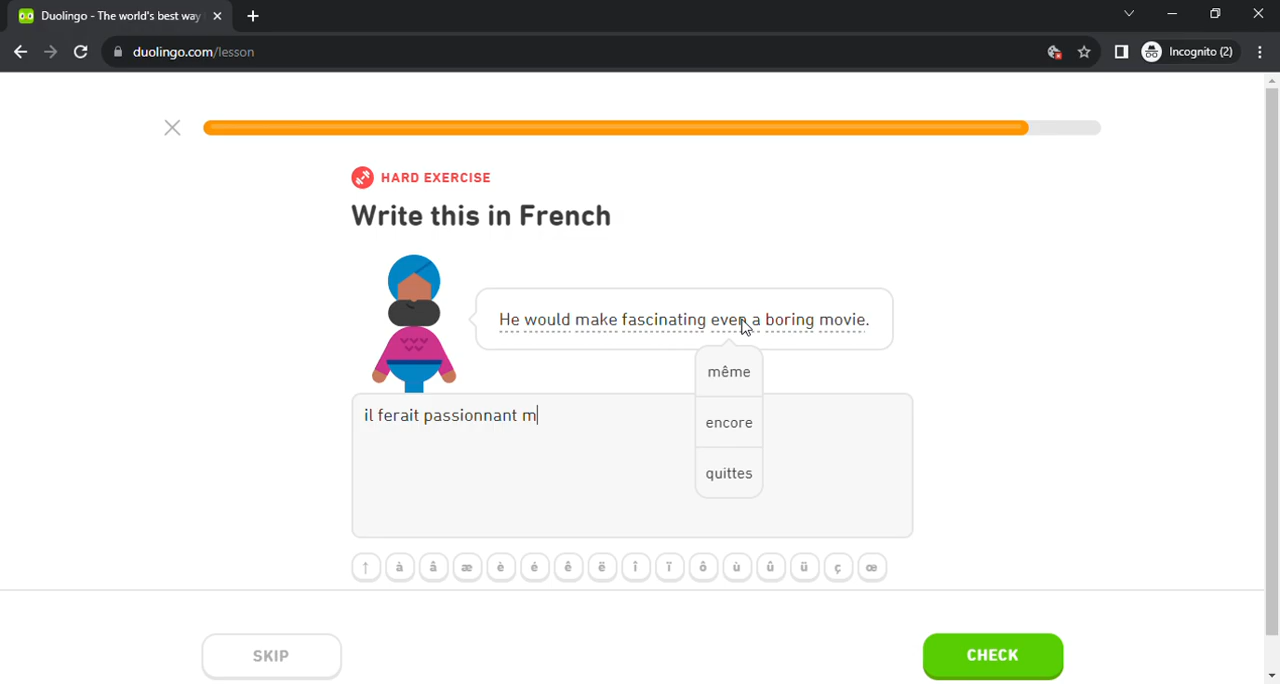 Duolingo - The world's best way
duolingo.com/lesson
Incognito (2)
HARD EXERCISE
Write this in French
He would make fascinating even a boring movie.
même
encore
quittes
il ferait passionnant m
↑ à â æ è é ê ë î ï ô ù û ü ç œ
SKIP
CHECK